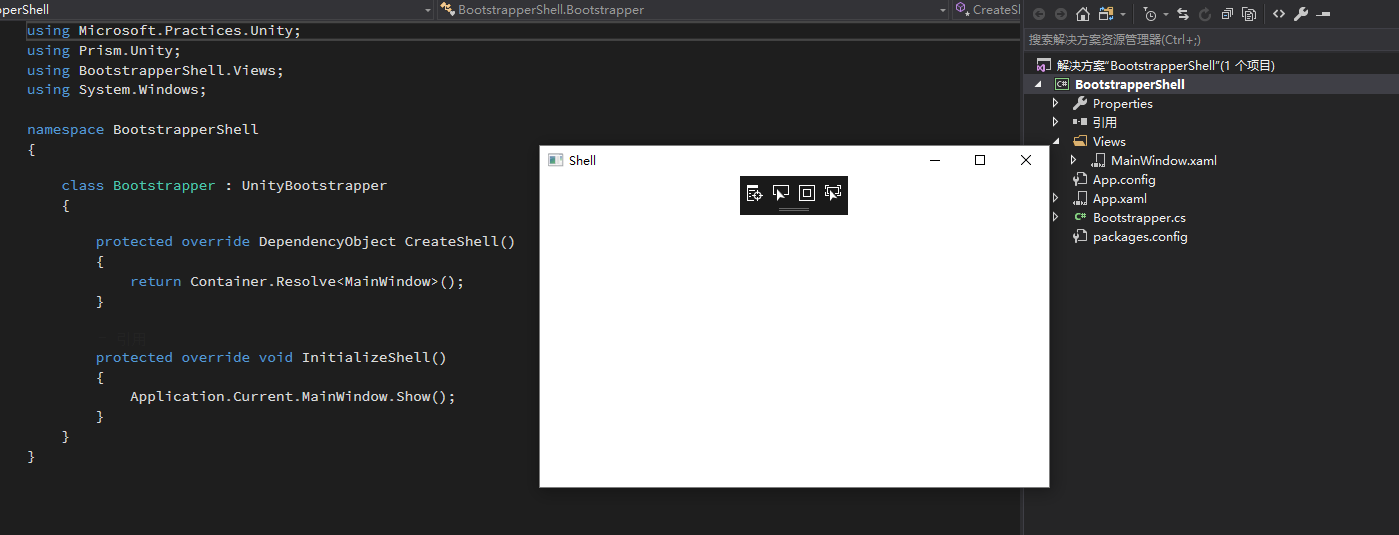 pperShell
BootstrapperShell.Bootstrapper
using Microsoft.Practices.Unity;
using Prism.Unity;
using BootstrapperShell.Views;
using System.Windows;
namespace BootstrapperShell
{
class Bootstrapper : UnityBootstrapper
{
protected override DependencyObject CreateShell()
{
return Container.Resolve<MainWindow>();
}
protected override void InitializeShell()
{
Application.Current.MainWindow.Show();
}
}
}
Shell
搜索解决方案资源管理器(Ctrl+;)
解决方案"BootstrapperShell"(1 个项目)
C# BootstrapperShell
Properties
引用
Views
MainWindow.xaml
App.config
App.xaml
C# Bootstrapper.cs
packages.config